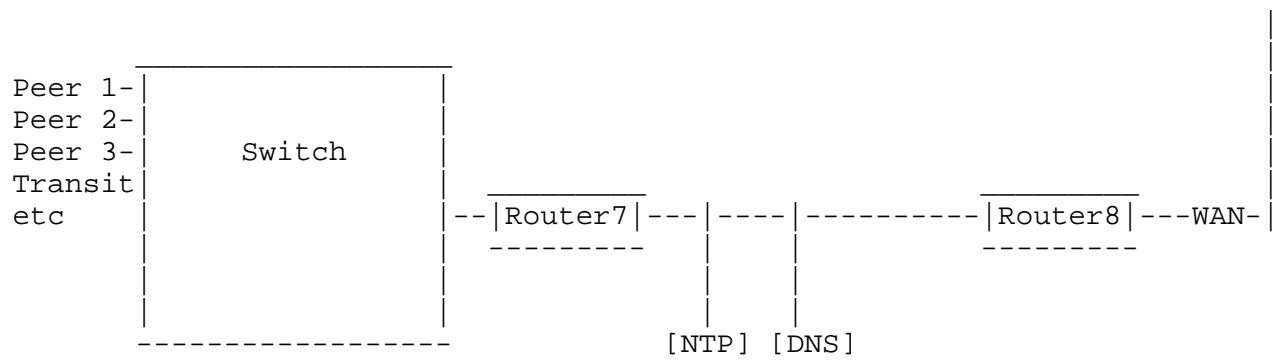 Peer 1-
Peer 2-
Peer 3- Switch
Transit
etc --|Router7|---|----|----------|Router8|---WAN-|
[NTP] [DNS]